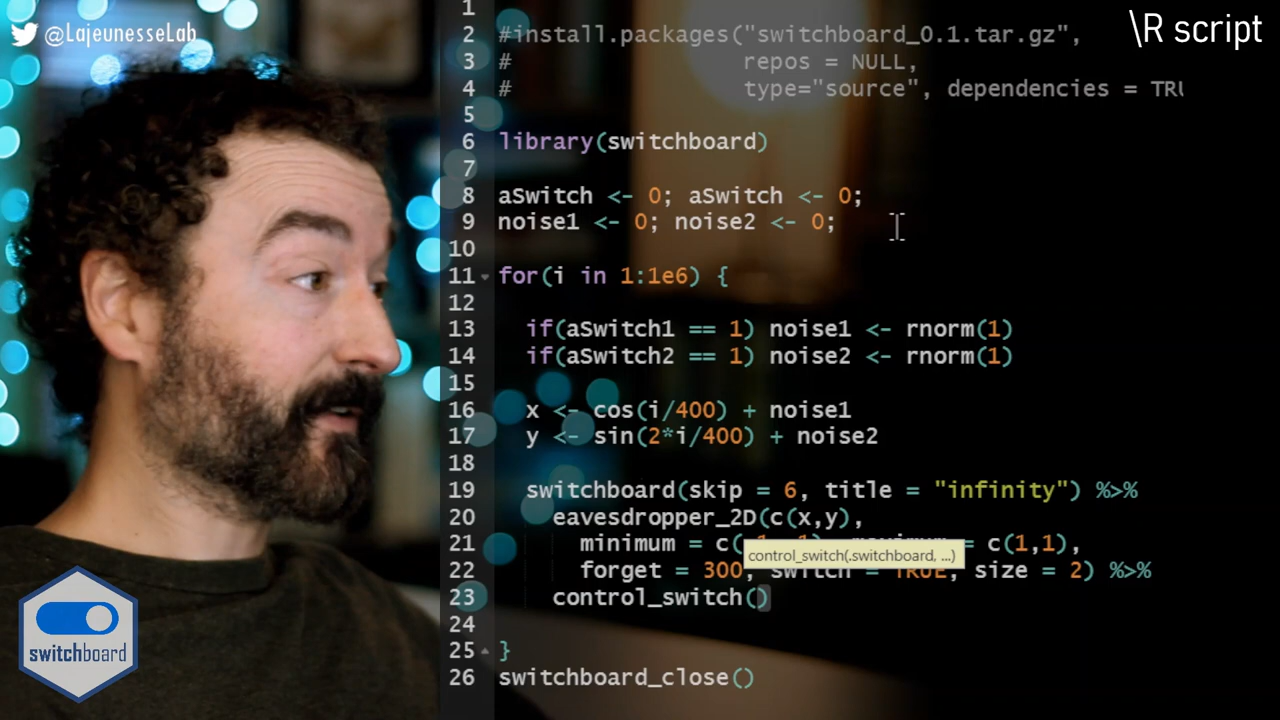 @LajeunesseLab
\R script
1
2 #install.packages("switchboard_0.1.tar.gz",
3 # repos = NULL,
4 # type="source", dependencies = TRU
5
6 library(switchboard)
7
8 aSwitch <- 0; aSwitch <- 0;
9 noise1 <- 0; noise2 <- 0;
10
11 for(i in 1:1e6) {
12
13 if(aSwitch1 == 1) noise1 <- rnorm(1)
14 if(aSwitch2 == 1) noise2 <- rnorm(1)
15
16 x <- cos(i/400) + noise1
17 y <- sin(2*i/400) + noise2
18
19 switchboard(skip = 6, title = "infinity") %>%
20 eavesdropper_2D(c(x,y),
21 minimum = c( = c(1,1),
control_switch(.switchboard, ...)
22 forget = 300, switch = TRUE, size = 2) %>%
23 control_switch()
24
25 }
26 switchboard_close()
switchboard